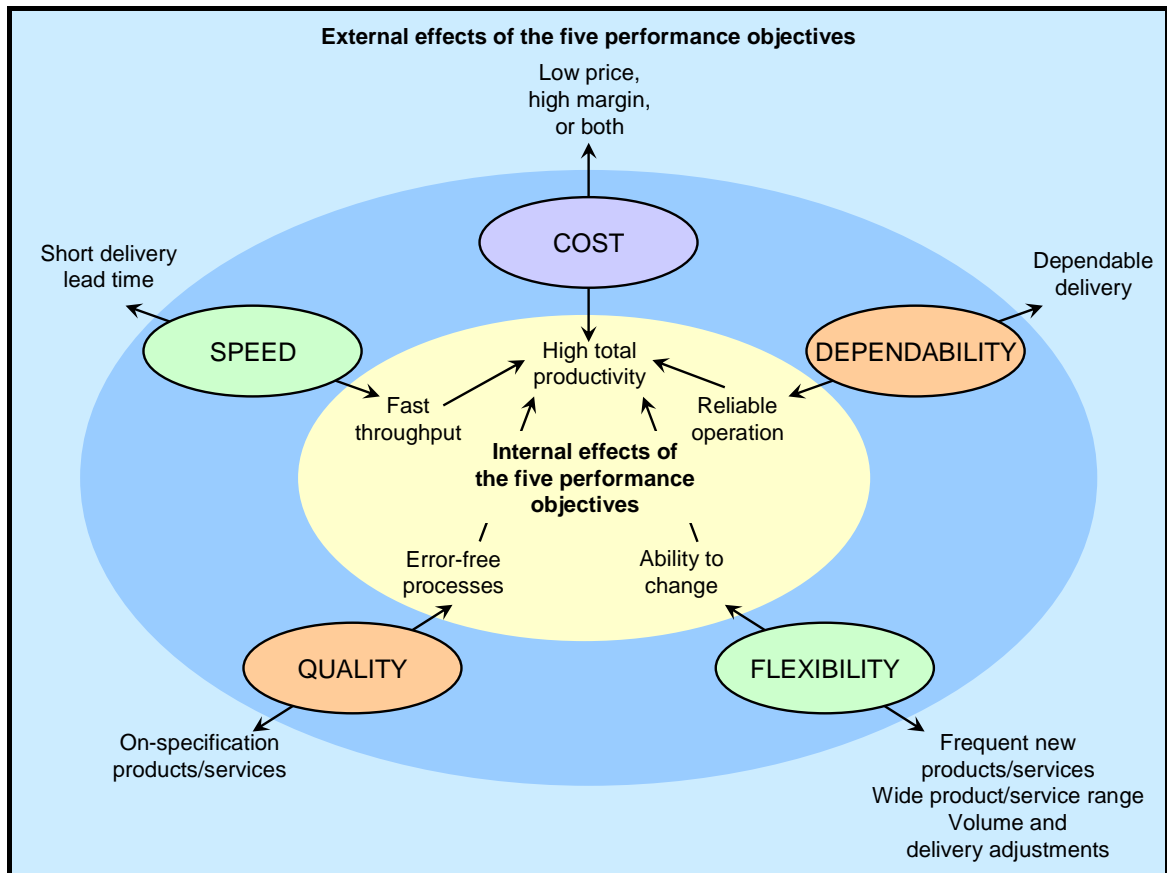 External effects of the five performance objectives
Low price,
high margin,
or both
COST
Short delivery
lead time
Dependable
delivery
SPEED
DEPENDABILITY
High total
productivity
Fast
throughput
Reliable
operation
Internal effects of
the five performance
objectives
Error-free
processes
Ability to
change
QUALITY
FLEXIBILITY
On-specification
products/services
Frequent new
products/services
Wide product/service range
Volume and
delivery adjustments